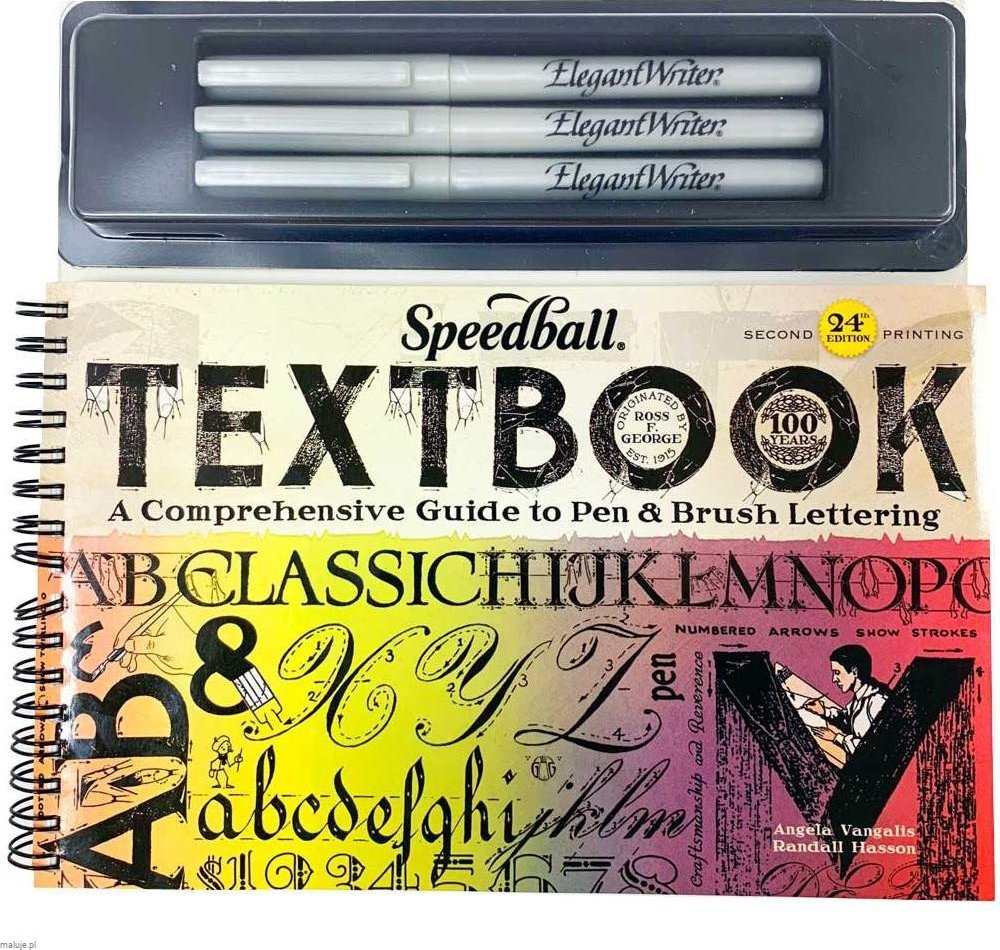 ElegantWriter®
ElegantWriter®
ElegantWriter®
Speedball®
SECOND 24th EDITION PRINTING
TEXTBOOK
ORIGINATED BY
ROSS
F.
GEORGE
EST. 1915
100
YEARS
A Comprehensive Guide to Pen & Brush Lettering
ABCLASSICHIJKLMNOPQ
NUMBERED ARROWS SHOW STROKES
AB
&
XYZ
pen
Craftsmanship and Reverence
abcdefghijklm
Angela Vangalis
Randall Hasson
$12345678
maluje.pl